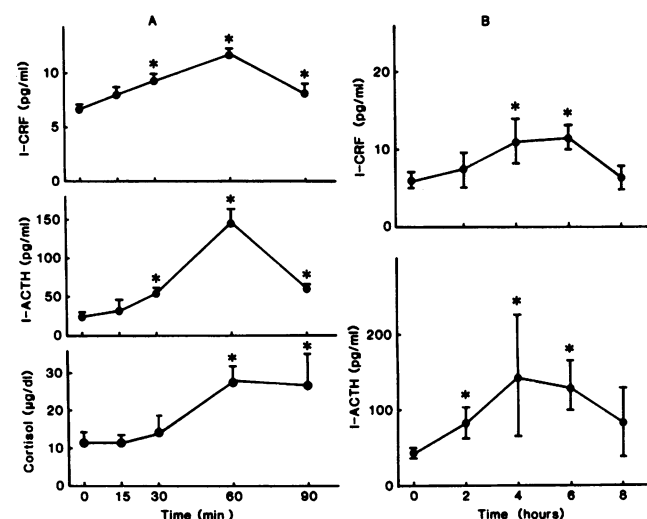 A
I-CRF (pg/ml)
10
5
0
*
*
*
I-ACTH (pg/ml)
150
100
50
0
*
*
*
Cortisol (µg/dl)
30
20
10
0
*
*
0 15 30 60 90
Time (min.)
B
I-CRF (pg/ml)
20
10
0
*
*
I-ACTH (pg/ml)
200
100
0
*
*
*
0 2 4 6 8
Time (hours)